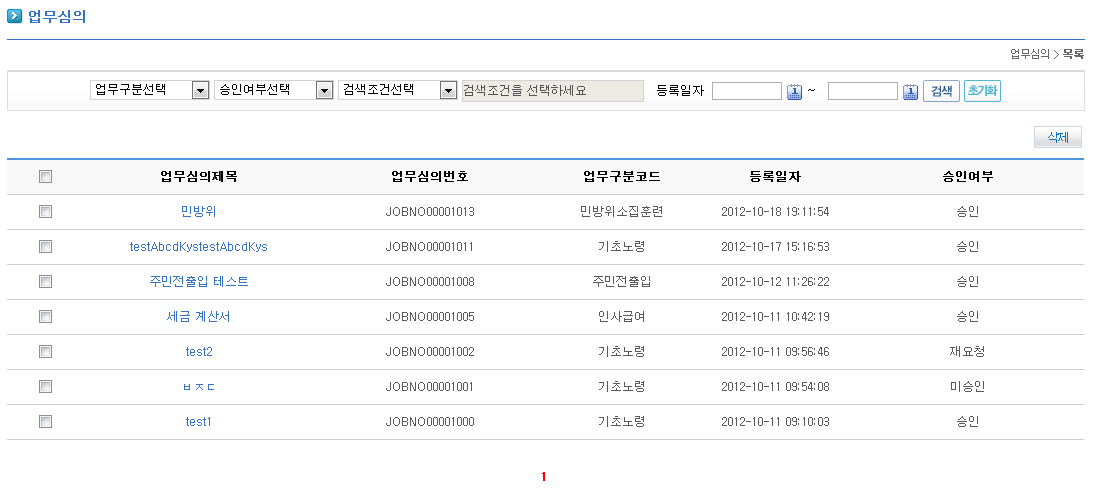 업무심의
업무심의 > 목록
업무구분선택 승인여부선택 검색조건선택 검색조건을 선택하세요 등록일자 ~ 검색 초기화
삭제
업무심의제목 업무심의번호 업무구분코드 등록일자 승인여부
민방위 JOBNO00001013 민방위소집훈련 2012-10-18 19:11:54 승인
testAbcdKystestAbcdKys JOBNO00001011 기초노령 2012-10-17 15:16:53 승인
주민전출입 테스트 JOBNO00001008 주민전출입 2012-10-12 11:26:22 승인
세금 계산서 JOBNO00001005 인사급여 2012-10-11 10:42:19 승인
test2 JOBNO00001002 기초노령 2012-10-11 09:56:46 재요청
ㅂㅈㄷ JOBNO00001001 기초노령 2012-10-11 09:54:08 미승인
test1 JOBNO00001000 기초노령 2012-10-11 09:10:03 승인
1